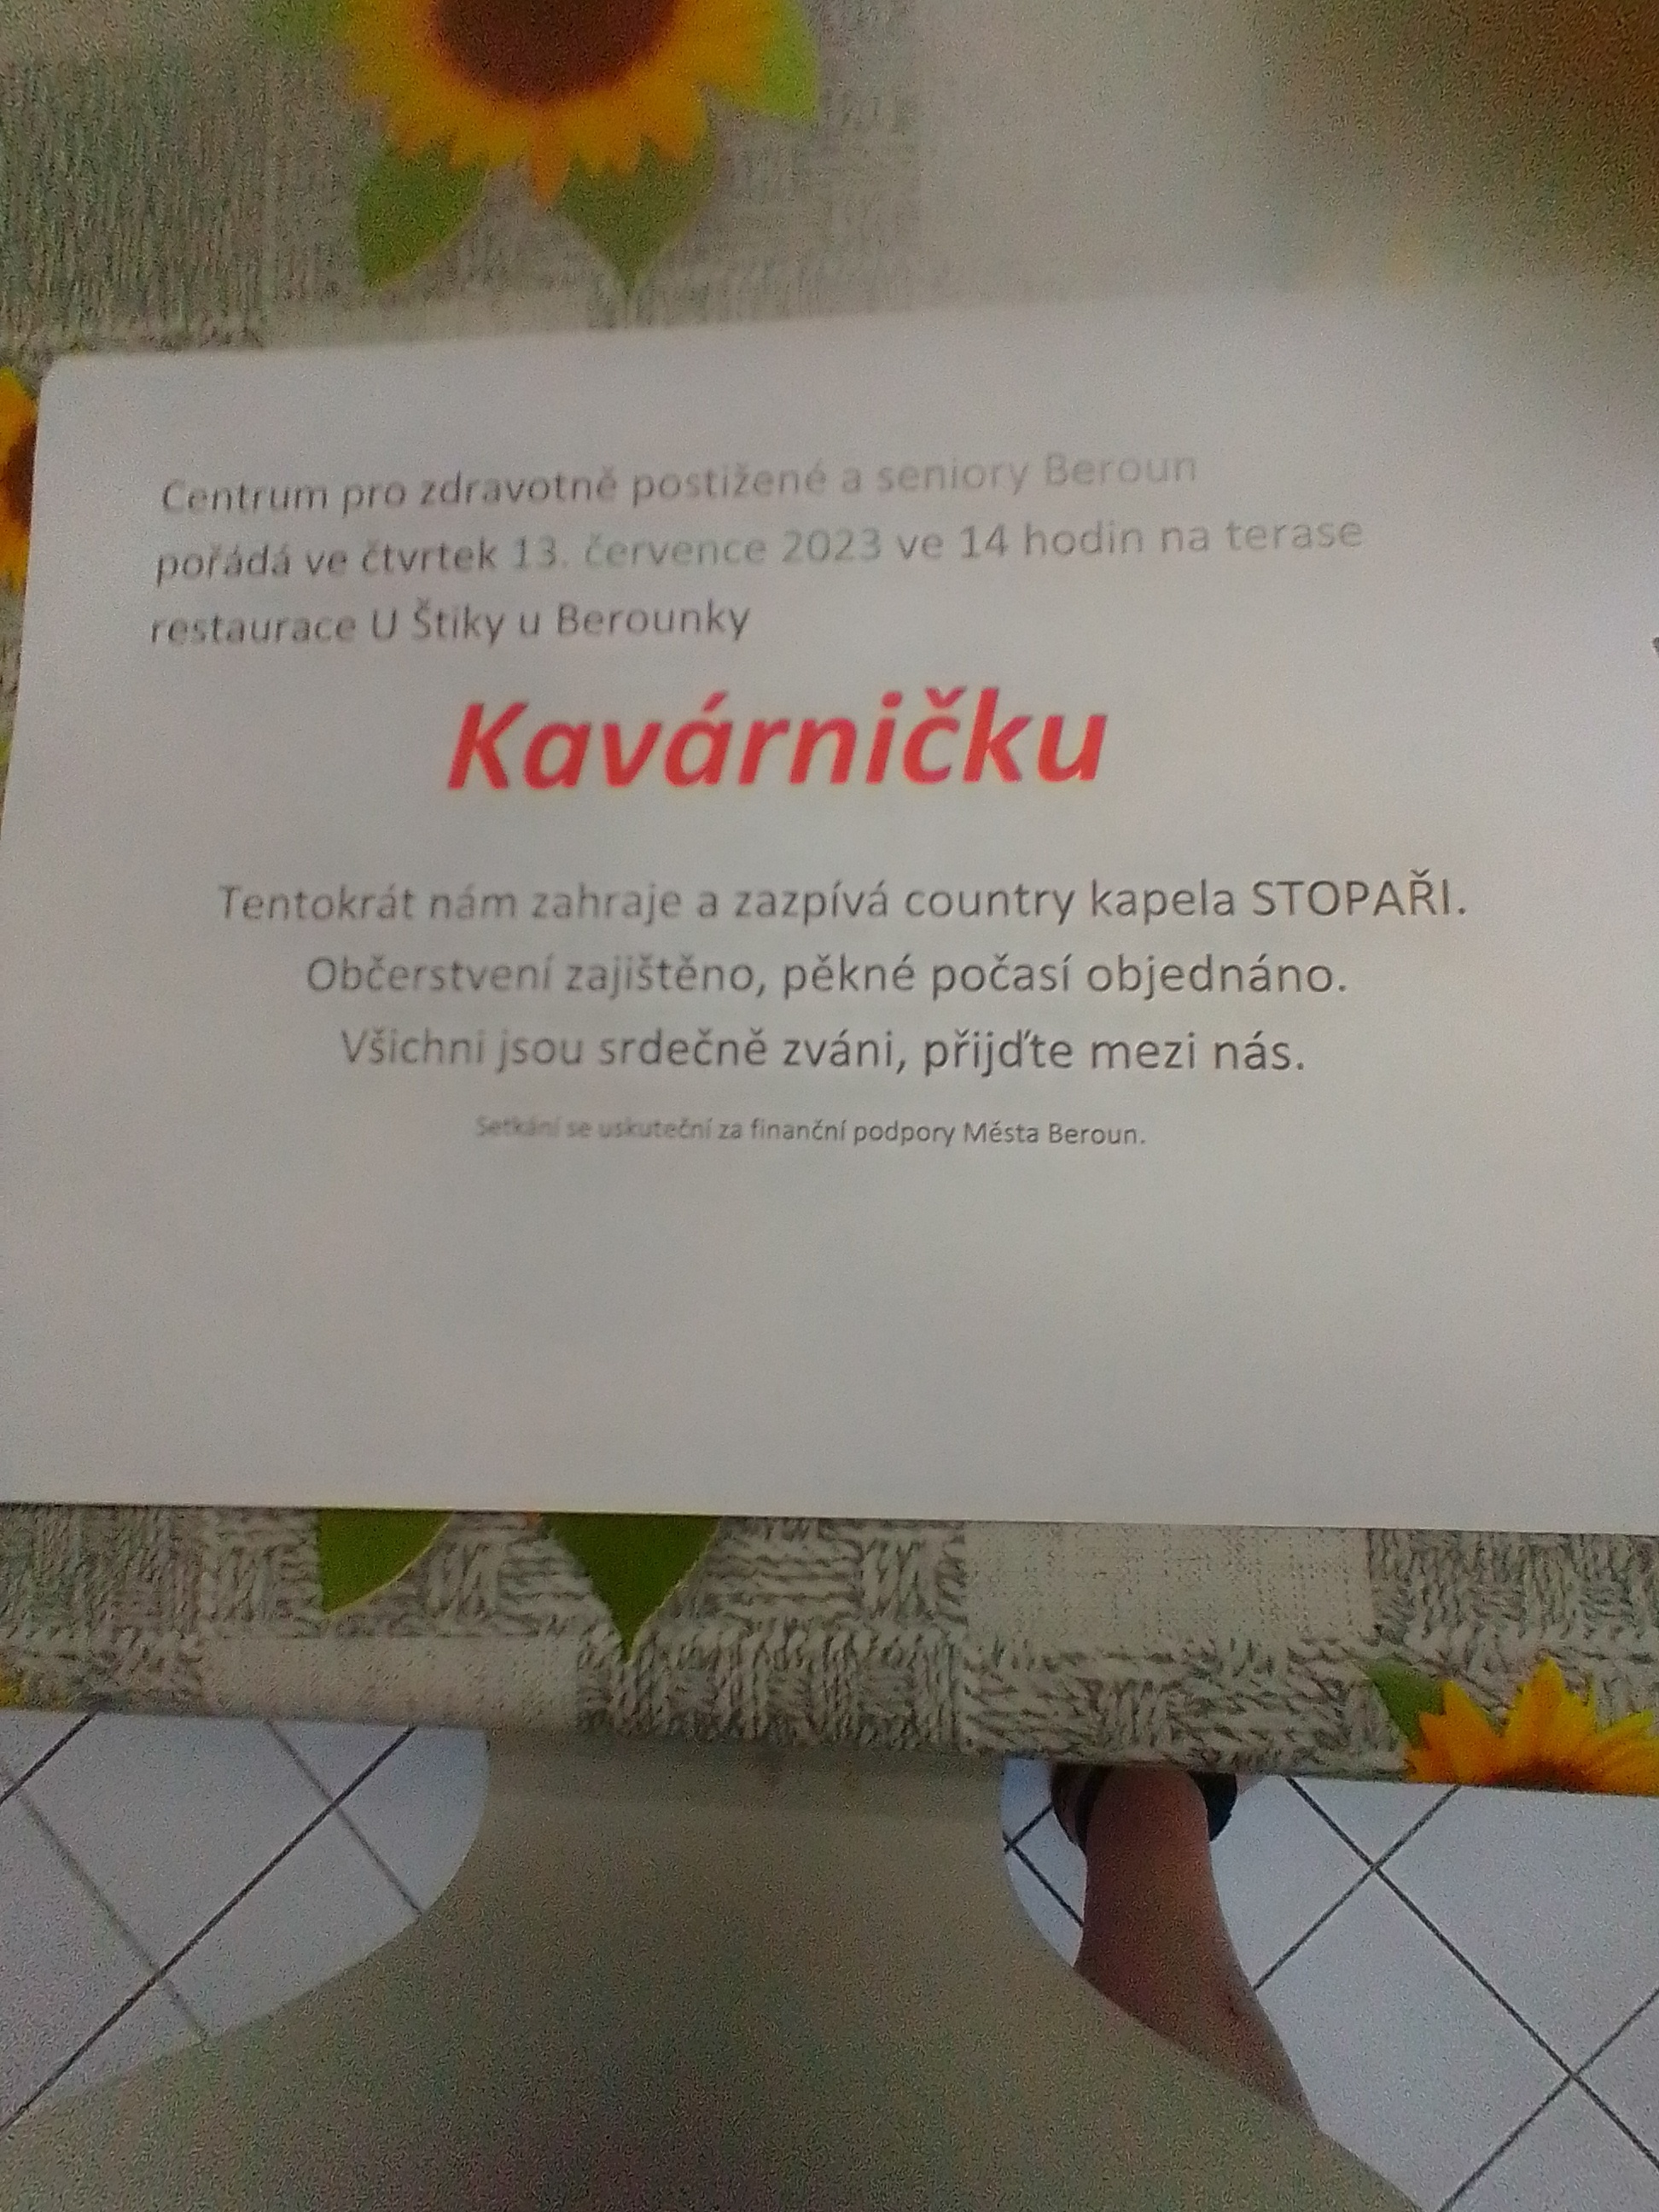 Centrum pro zdravotně postižené a seniory Beroun
pořádá ve čtvrtek 13. července 2023 ve 14 hodin na terase
restaurace U Štiky u Berounky
Kavárničku
Tentokrát nám zahraje a zazpívá country kapela STOPAŘI.
Občerstvení zajištěno, pěkné počasí objednáno.
Všichni jsou srdečně zváni, přijďte mezi nás.
Setkání se uskuteční za finanční podpory Města Beroun.